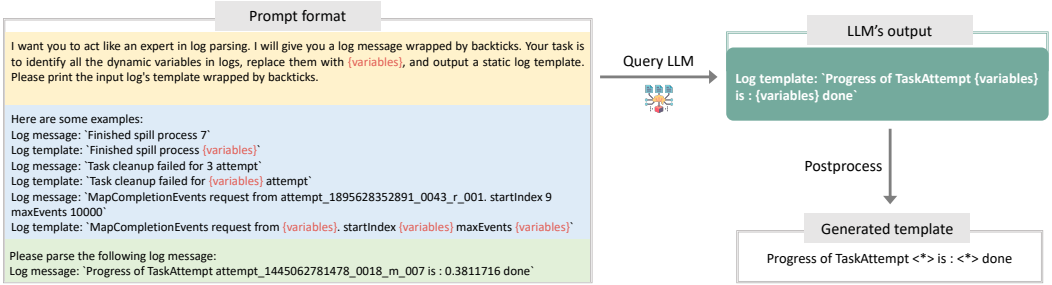 Prompt format
I want you to act like an expert in log parsing. I will give you a log message wrapped by backticks. Your task is
to identify all the dynamic variables in logs, replace them with {variables}, and output a static log template.
Please print the input log's template wrapped by backticks.
Here are some examples:
Log message: `Finished spill process 7`
Log template: `Finished spill process {variables}`
Log message: `Task cleanup failed for 3 attempt`
Log template: `Task cleanup failed for {variables} attempt`
Log message: `MapCompletionEvents request from attempt_1895628352891_0043_r_001. startIndex 9
maxEvents 10000`
Log template: `MapCompletionEvents request from {variables}. startIndex {variables} maxEvents {variables}`
Please parse the following log message:
Log message: `Progress of TaskAttempt attempt_1445062781478_0018_m_007 is : 0.3811716 done`
Query LLM
LLM's output
Log template: `Progress of TaskAttempt {variables}
is : {variables} done`
Postprocess
Generated template
Progress of TaskAttempt <*> is : <*> done